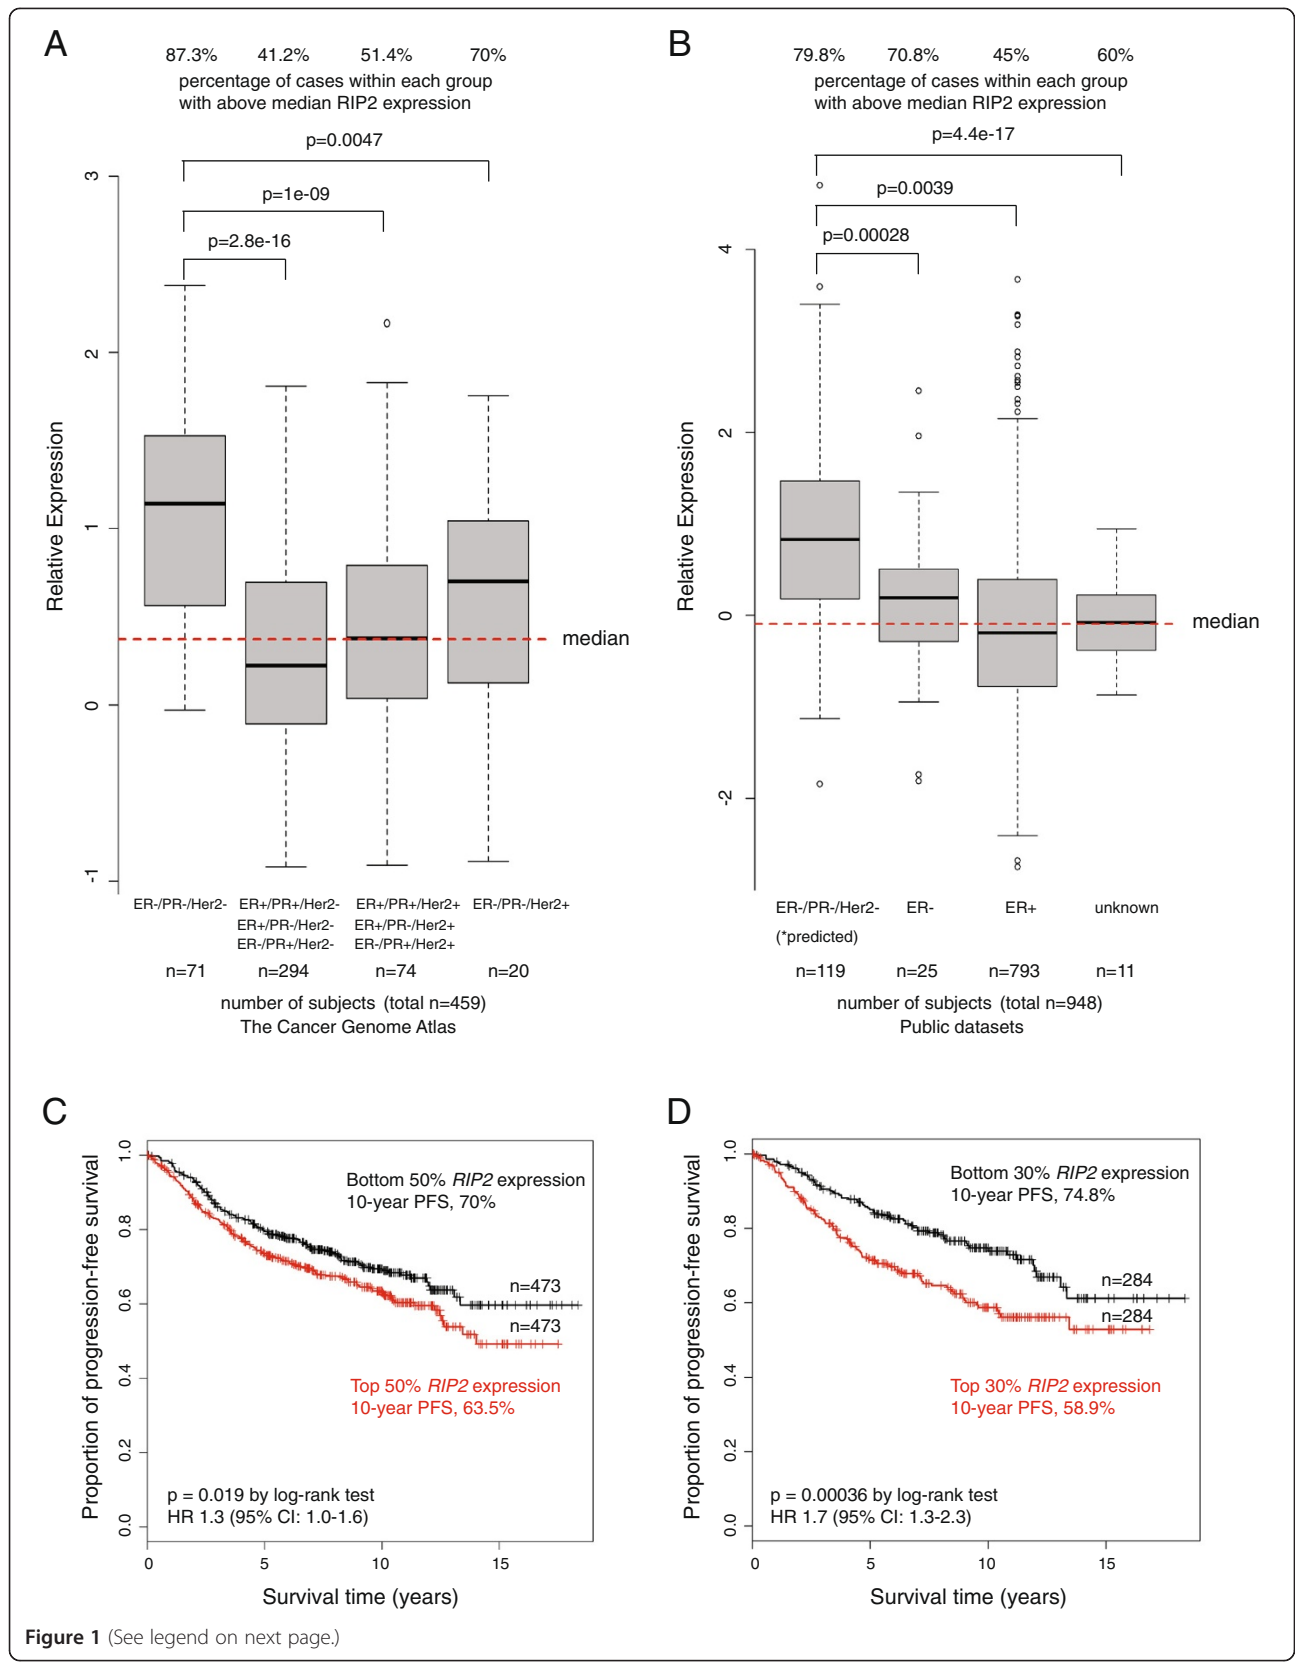 A
87.3% 41.2% 51.4% 70%
percentage of cases within each group
with above median RIP2 expression
p=0.0047
p=1e-09
p=2.8e-16
3
2
1
0
-1
Relative Expression
median
ER-/PR-/Her2- ER+/PR+/Her2- ER+/PR+/Her2+ ER-/PR-/Her2+
ER+/PR-/Her2- ER+/PR-/Her2+
ER-/PR+/Her2- ER-/PR+/Her2+
n=71 n=294 n=74 n=20
number of subjects (total n=459)
The Cancer Genome Atlas
B
79.8% 70.8% 45% 60%
percentage of cases within each group
with above median RIP2 expression
p=4.4e-17
p=0.0039
p=0.00028
4
2
0
-2
Relative Expression
median
ER-/PR-/Her2- ER- ER+ unknown
(*predicted)
n=119 n=25 n=793 n=11
number of subjects (total n=948)
Public datasets
C
1.0
0.8
0.6
0.4
0.2
0.0
Proportion of progression-free survival
Bottom 50% RIP2 expression
10-year PFS, 70%
n=473
n=473
Top 50% RIP2 expression
10-year PFS, 63.5%
p = 0.019 by log-rank test
HR 1.3 (95% CI: 1.0-1.6)
0 5 10 15
Survival time (years)
D
1.0
0.8
0.6
0.4
0.2
0.0
Proportion of progression-free survival
Bottom 30% RIP2 expression
10-year PFS, 74.8%
n=284
n=284
Top 30% RIP2 expression
10-year PFS, 58.9%
p = 0.00036 by log-rank test
HR 1.7 (95% CI: 1.3-2.3)
0 5 10 15
Survival time (years)
Figure 1 (See legend on next page.)